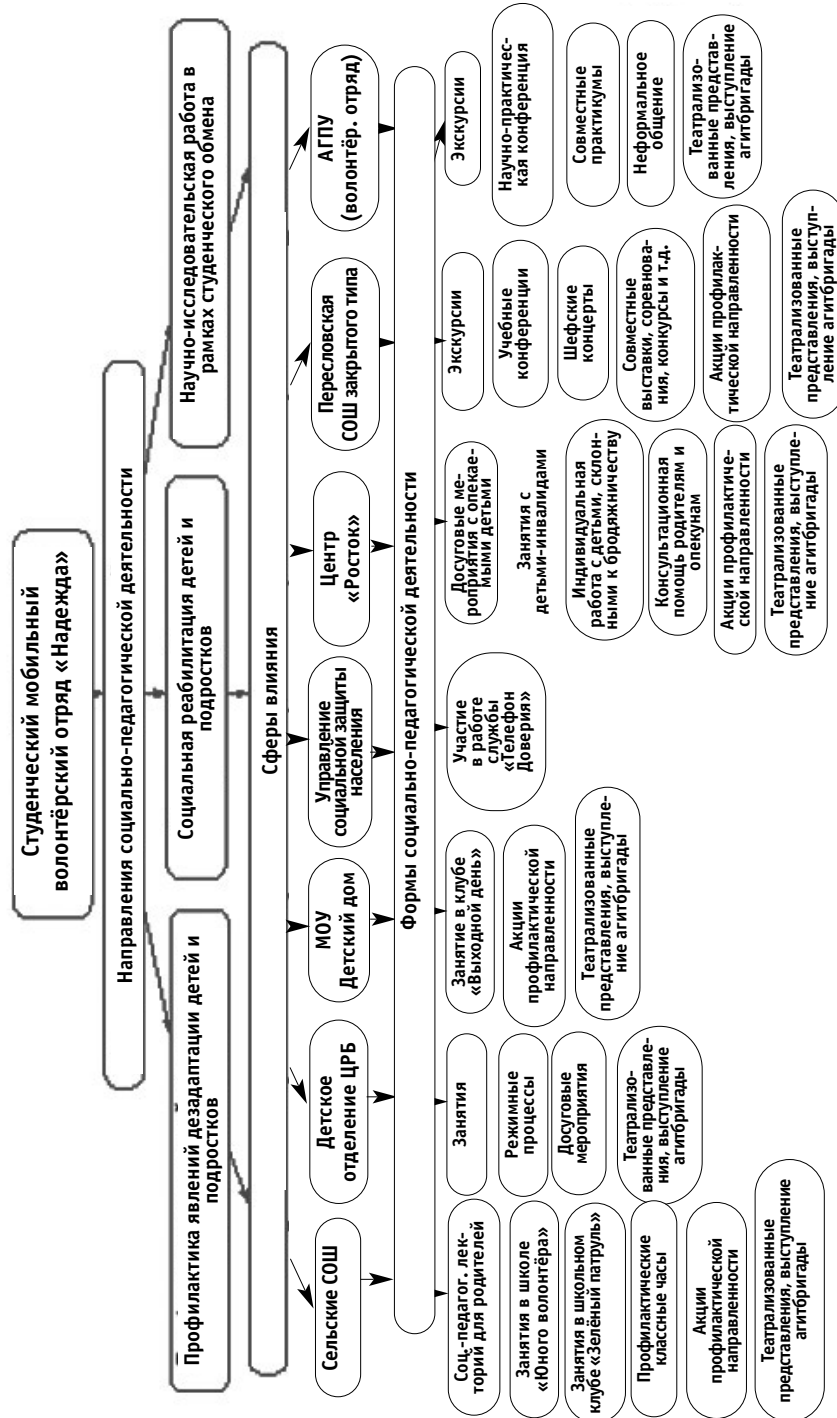 Студенческий мобильный
волонтёрский отряд «Надежда»
Направления социально-педагогической деятельности
Профилактика явлений дезадаптации детей и
подростков
Социальная реабилитация детей и
подростков
Научно-исследовательская работа в
рамках студенческого обмена
Сферы влияния
Сельские СОШ
Детское
отделение ЦРБ
МОУ
Детский дом
Управление
социальной защиты
населения
Центр
«Росток»
Пересловская
СОШ закрытого типа
АГПУ
(волонтёр. отряд)
Формы социально-педагогической деятельности
Соц.-педагог. лек-
торий для родителей
Занятия в школе
«Юного волонтёра»
Занятия в школьном
клубе «Зелёный патруль»
Профилактические
классные часы
Акции
профилактической
направленности
Театрализованные
представления, выступление
агитбригады
Занятия
Режимные
процессы
Досуговые
мероприятия
Театрализо-
ванные представле-
ния, выступление
агитбригады
Занятие в клубе
«Выходной день»
Акции
профилактической
направленности
Театрализованные
представления, выступле-
ние агитбригады
Участие
в работе
службы
«Телефон
Доверия»
Досуговые ме-
роприятия с опекае-
мыми детьми
Занятия с
детьми-инвалидами
Индивидуальная
работа с детьми, склон-
ными к бродяжничеству
Консультационная
помощь родителям и
опекунам
Акции профилактиче-
ской направленности
Театрализованные
представления, выступле-
ние агитбригады
Экскурсии
Учебные
конференции
Шефские
концерты
Совместные
выставки, соревнова-
ния, конкурсы и т.д.
Акции профилак-
тической направленности
Театрализованные
представления, выступ-
ление агитбригады
Экскурсии
Научно-практичес-
кая конференция
Совместные
практикумы
Неформальное
общение
Театрализо-
ванные представ-
ления, выступление
агитбригады